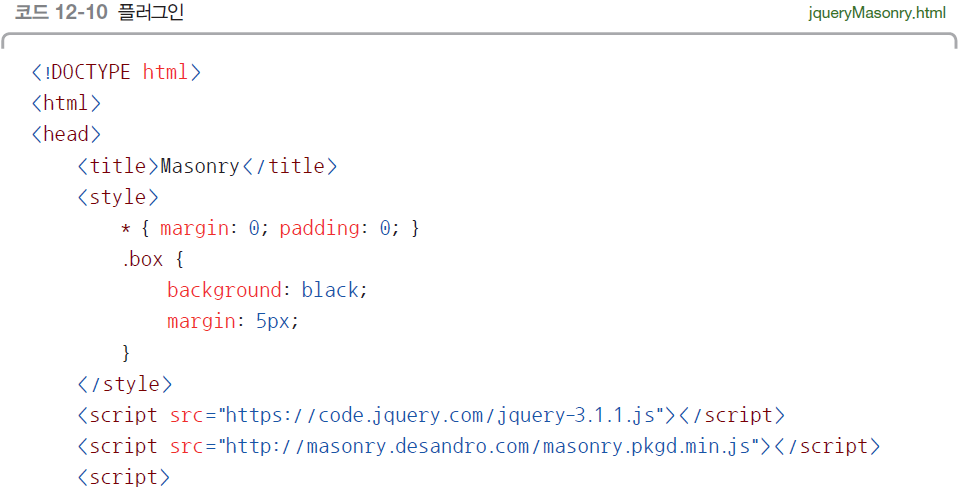 코드 12-10 플러그인 jqueryMasonry.html
<!DOCTYPE html>
<html>
<head>
<title>Masonry</title>
<style>
* { margin: 0; padding: 0; }
.box {
background: black;
margin: 5px;
}
</style>
<script src="https://code.jquery.com/jquery-3.1.1.js"></script>
<script src="http://masonry.desandro.com/masonry.pkgd.min.js"></script>
<script>